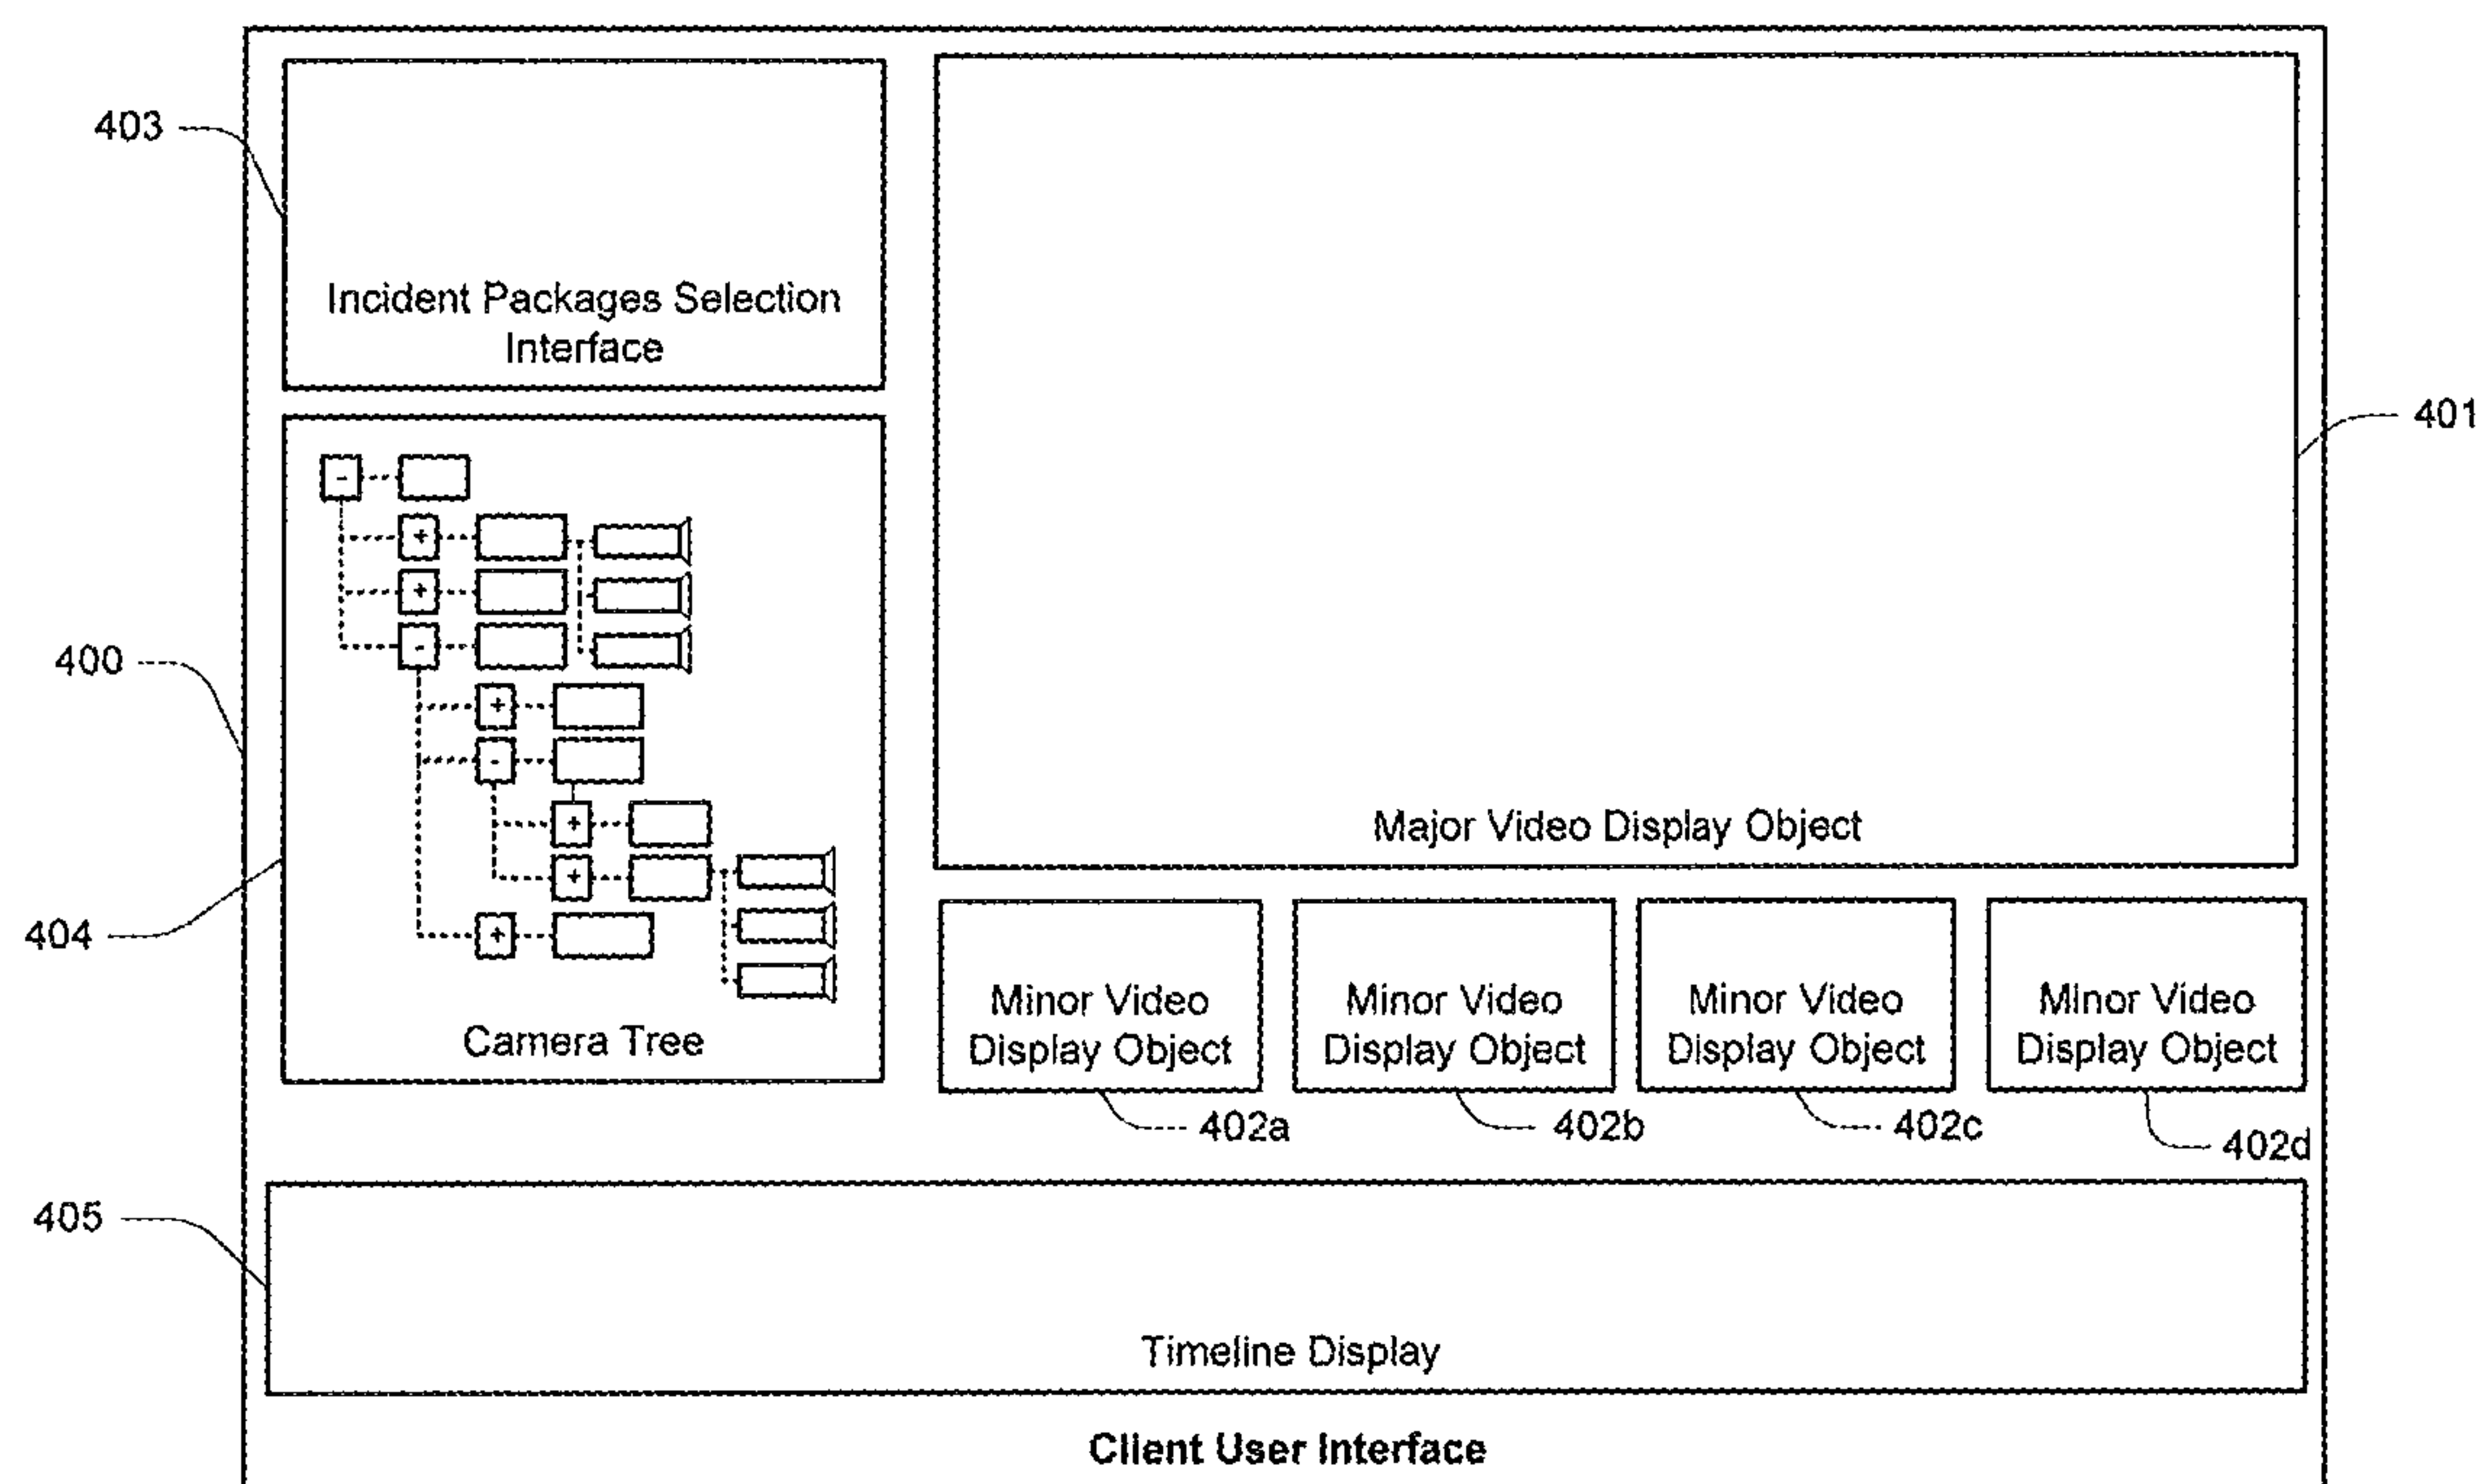 403
Incident Packages Selection
Interface
401
-
+
+
-
400
+
-
+
+
404
+
Camera Tree
Major Video Display Object
Minor Video
Display Object
Minor Video
Display Object
Minor Video
Display Object
Minor Video
Display Object
402a
402b
402c
402d
405
Timeline Display
Client User Interface